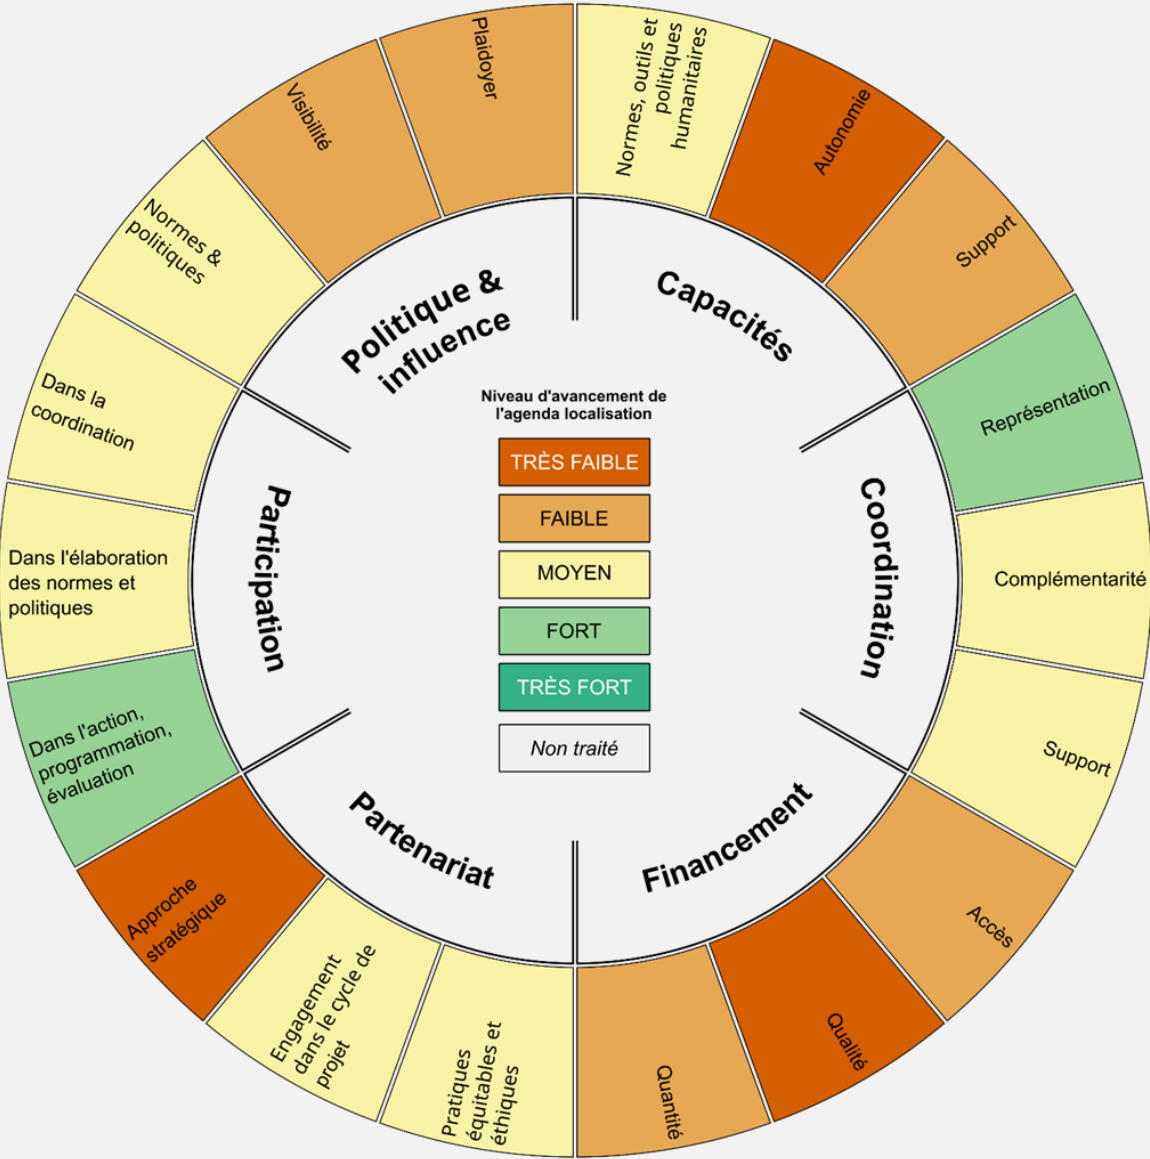 Plaidoyer
Normes, outils et
politiques
humanitaires
Autonomie
Support
Représentation
Complémentarité
Support
Accès
Qualité
Quantité
Pratiques
équitables et
éthiques
Engagement
dans le cycle de
projet
Approche
stratégique
Dans l'action,
programmation,
évaluation
Dans l'élaboration
des normes et
politiques
Dans la
coordination
Normes &
politiques
Visibilité
Politique &
influence
Capacités
Coordination
Financement
Partenariat
Participation
Niveau d'avancement de
l'agenda localisation
TRÈS FAIBLE
FAIBLE
MOYEN
FORT
TRÈS FORT
Non traité